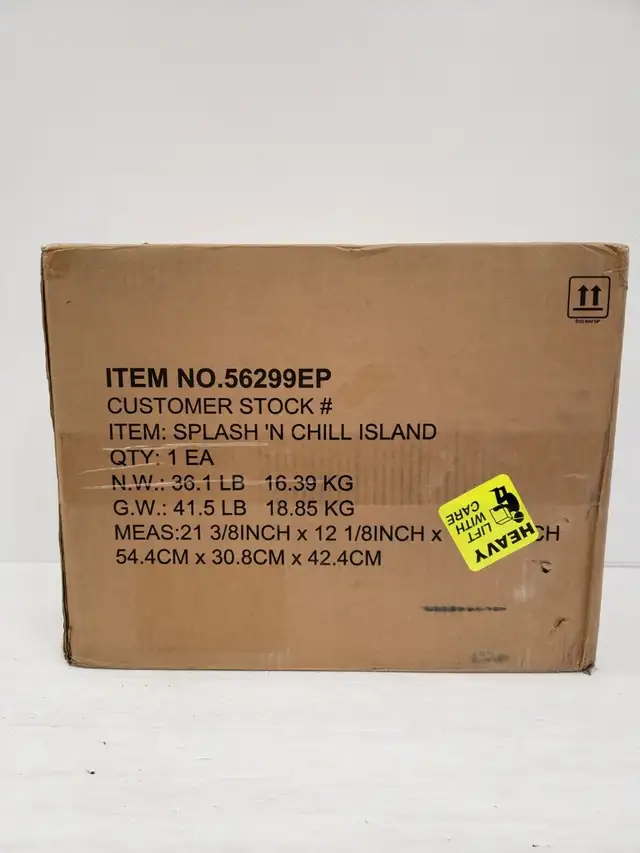 ITEM NO.56299EP
CUSTOMER STOCK #
ITEM: SPLASH 'N CHILL ISLAND
QTY: 1 EA
N.W.: 36.1 LB 16.39 KG
G.W.: 41.5 LB 18.85 KG
MEAS:21 3/8INCH x 12 1/8INCH x CH
54.4CM x 30.8CM x 42.4CM
HEAVY
LIFT
WITH
CARE